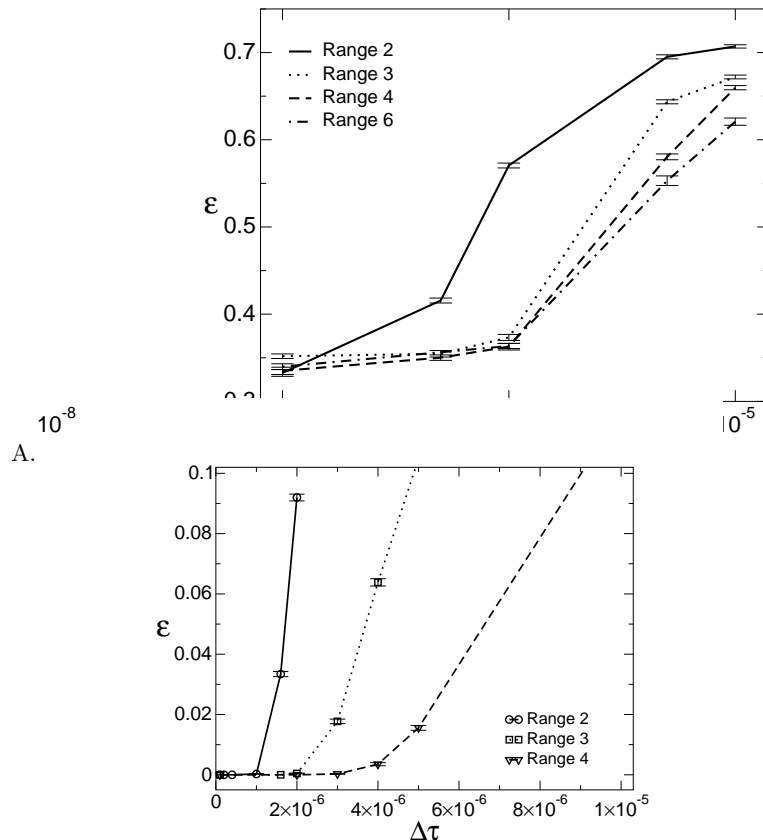 0.7
Range 2
Range 3
Range 4
Range 6
0.6
0.5
ε
0.4
10⁻⁸
10⁻⁵
A.
0.1
0.08
0.06
ε
0.04
0.02
Range 2
Range 3
Range 4
0
0 2×10⁻⁶ 4×10⁻⁶ 6×10⁻⁶ 8×10⁻⁶ 1×10⁻⁵
Δτ